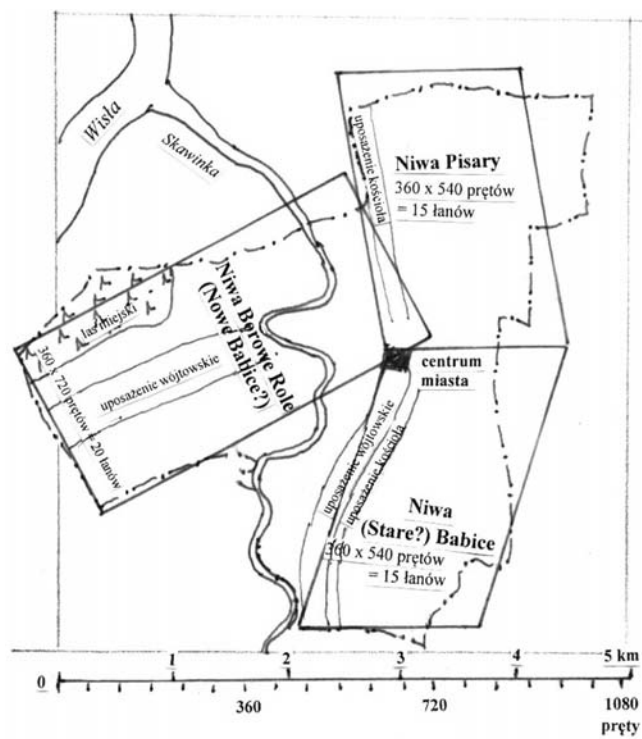 Wisła
Skawinka
uposażenie kościoła
Niwa Pisary
360 x 540 prętów
= 15 łanów
Niwa Borowe Role
(Nowe Babice?)
las miejski
uposażenie wójtowskie
360 x 720 prętów = 20 łanów
centrum
miasta
uposażenie wójtowskie
uposażenie kościoła
Niwa
(Stare?) Babice
360 x 540 prętów
= 15 łanów
0 1 2 3 4 5 km
360 720 1080
pręty